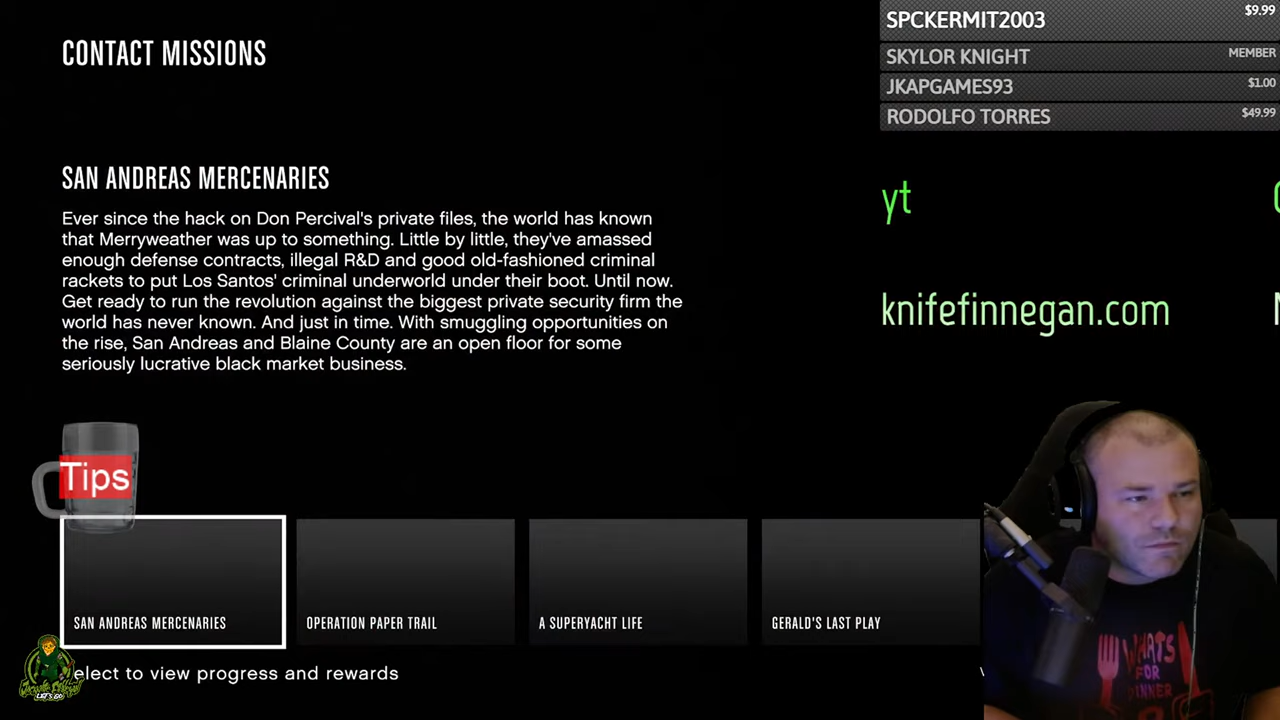 CONTACT MISSIONS
SPCKERMIT2003 $9.99
SKYLOR KNIGHT MEMBER
JKAPGAMES93 $1.00
RODOLFO TORRES $49.99
SAN ANDREAS MERCENARIES
Ever since the hack on Don Percival's private files, the world has known
that Merryweather was up to something. Little by little, they've amassed
enough defense contracts, illegal R&D and good old-fashioned criminal
rackets to put Los Santos' criminal underworld under their boot. Until now.
Get ready to run the revolution against the biggest private security firm the
world has never known. And just in time. With smuggling opportunities on
the rise, San Andreas and Blaine County are an open floor for some
seriously lucrative black market business.
yt
knifefinnegan.com
Tips
SAN ANDREAS MERCENARIES
OPERATION PAPER TRAIL
A SUPERYACHT LIFE
GERALD'S LAST PLAY
elect to view progress and rewards
LET'S GO
WHATS
FOR
DINNER